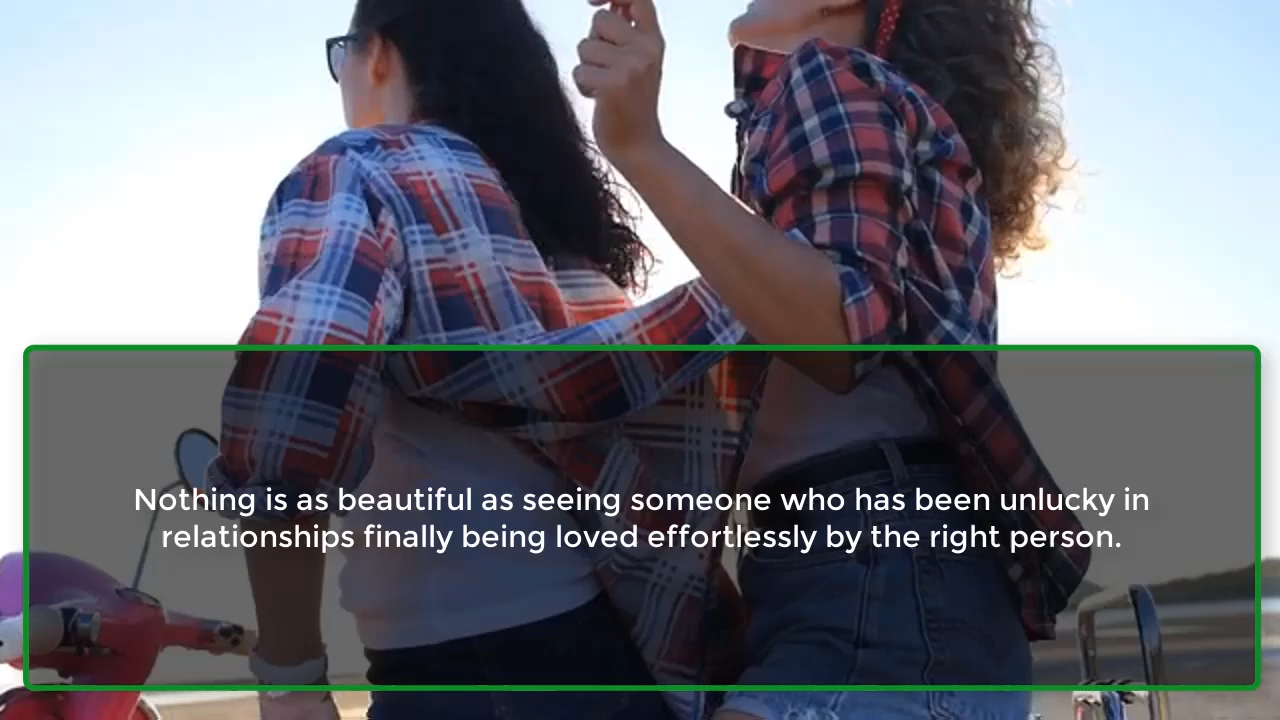 Nothing is as beautiful as seeing someone who has been unlucky in
relationships finally being loved effortlessly by the right person.